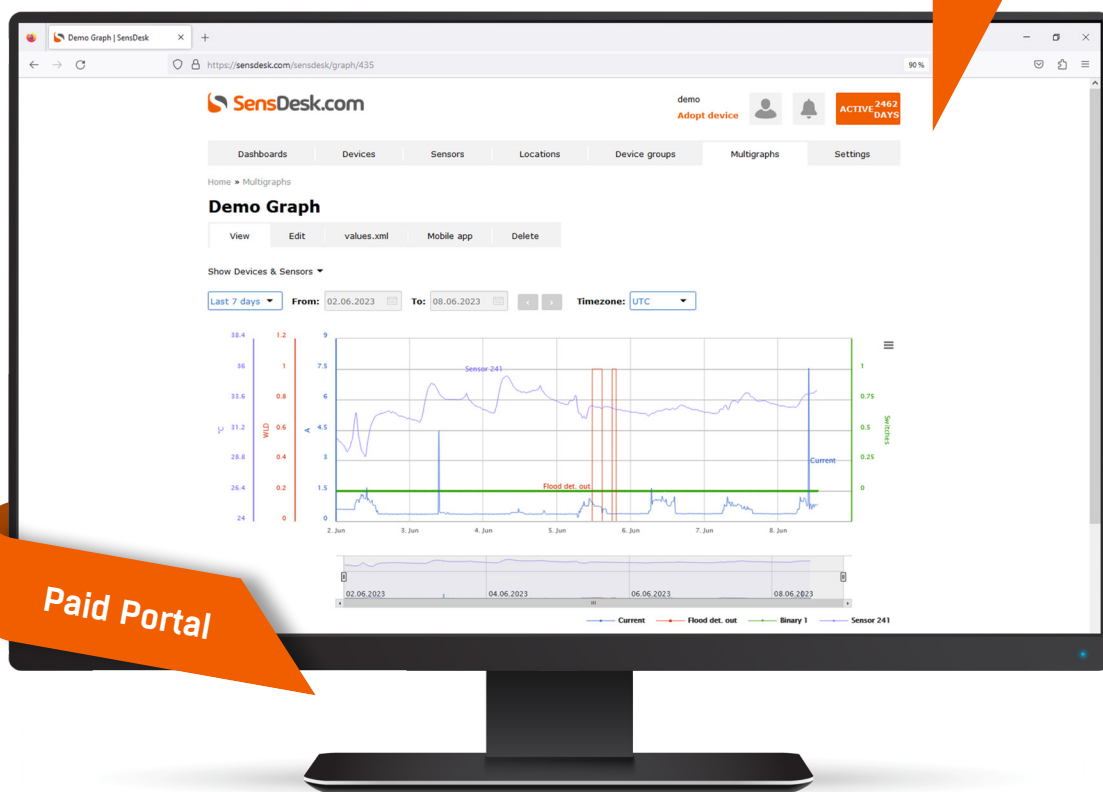 Demo Graph | SensDesk
https://sensdesk.com/sensdesk/graph/435
90 %
SensDesk.com
demo
Adopt device
ACTIVE 2462 DAYS
Dashboards Devices Sensors Locations Device groups Multigraphs Settings
Home » Multigraphs
Demo Graph
View Edit values.xml Mobile app Delete
Show Devices & Sensors
Last 7 days From: 02.06.2023 To: 08.06.2023 Timezone: UTC
38.4 1.2 9
36 1 7.5 Sensor 241 1
33.6 0.8 6 0.75
°C 31.2 WLD 0.6 A 4.5 0.5 Switches
28.8 0.4 3 Current 0.25
26.4 0.2 1.5 Flood det. out 0
24 0 0
2. Jun 3. Jun 4. Jun 5. Jun 6. Jun 7. Jun 8. Jun
02.06.2023 04.06.2023 06.06.2023 08.06.2023
Current Flood det. out Binary 1 Sensor 241
Paid Portal